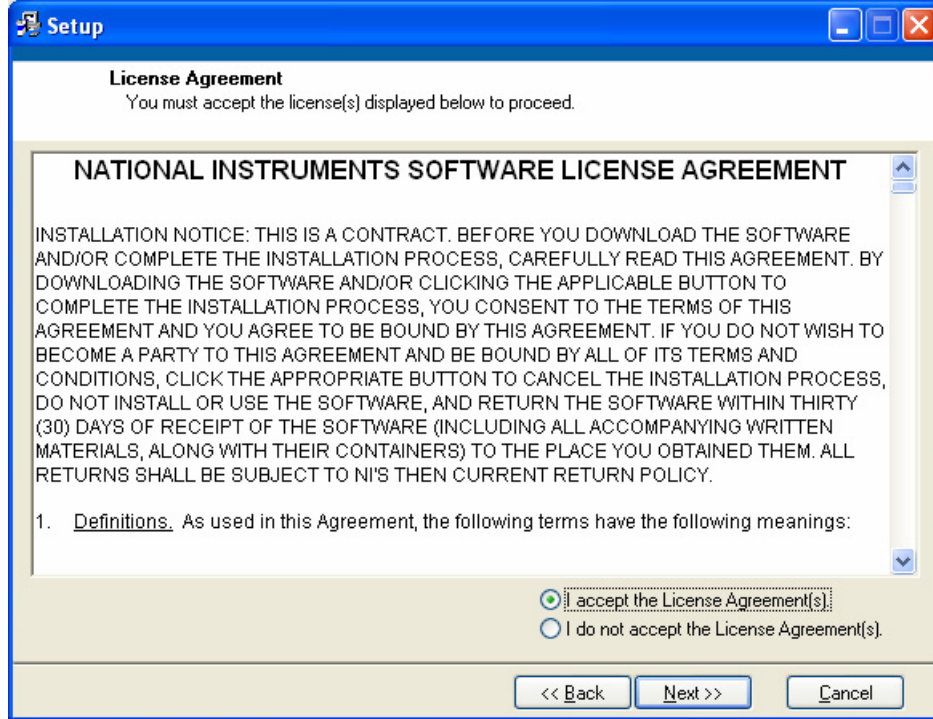 Setup
License Agreement
You must accept the license(s) displayed below to proceed.
NATIONAL INSTRUMENTS SOFTWARE LICENSE AGREEMENT
INSTALLATION NOTICE: THIS IS A CONTRACT. BEFORE YOU DOWNLOAD THE SOFTWARE
AND/OR COMPLETE THE INSTALLATION PROCESS, CAREFULLY READ THIS AGREEMENT. BY
DOWNLOADING THE SOFTWARE AND/OR CLICKING THE APPLICABLE BUTTON TO
COMPLETE THE INSTALLATION PROCESS, YOU CONSENT TO THE TERMS OF THIS
AGREEMENT AND YOU AGREE TO BE BOUND BY THIS AGREEMENT. IF YOU DO NOT WISH TO
BECOME A PARTY TO THIS AGREEMENT AND BE BOUND BY ALL OF ITS TERMS AND
CONDITIONS, CLICK THE APPROPRIATE BUTTON TO CANCEL THE INSTALLATION PROCESS,
DO NOT INSTALL OR USE THE SOFTWARE, AND RETURN THE SOFTWARE WITHIN THIRTY
(30) DAYS OF RECEIPT OF THE SOFTWARE (INCLUDING ALL ACCOMPANYING WRITTEN
MATERIALS, ALONG WITH THEIR CONTAINERS) TO THE PLACE YOU OBTAINED THEM. ALL
RETURNS SHALL BE SUBJECT TO NI'S THEN CURRENT RETURN POLICY.
1. Definitions. As used in this Agreement, the following terms have the following meanings:
I accept the License Agreement(s).
I do not accept the License Agreement(s).
<< Back Next >> Cancel